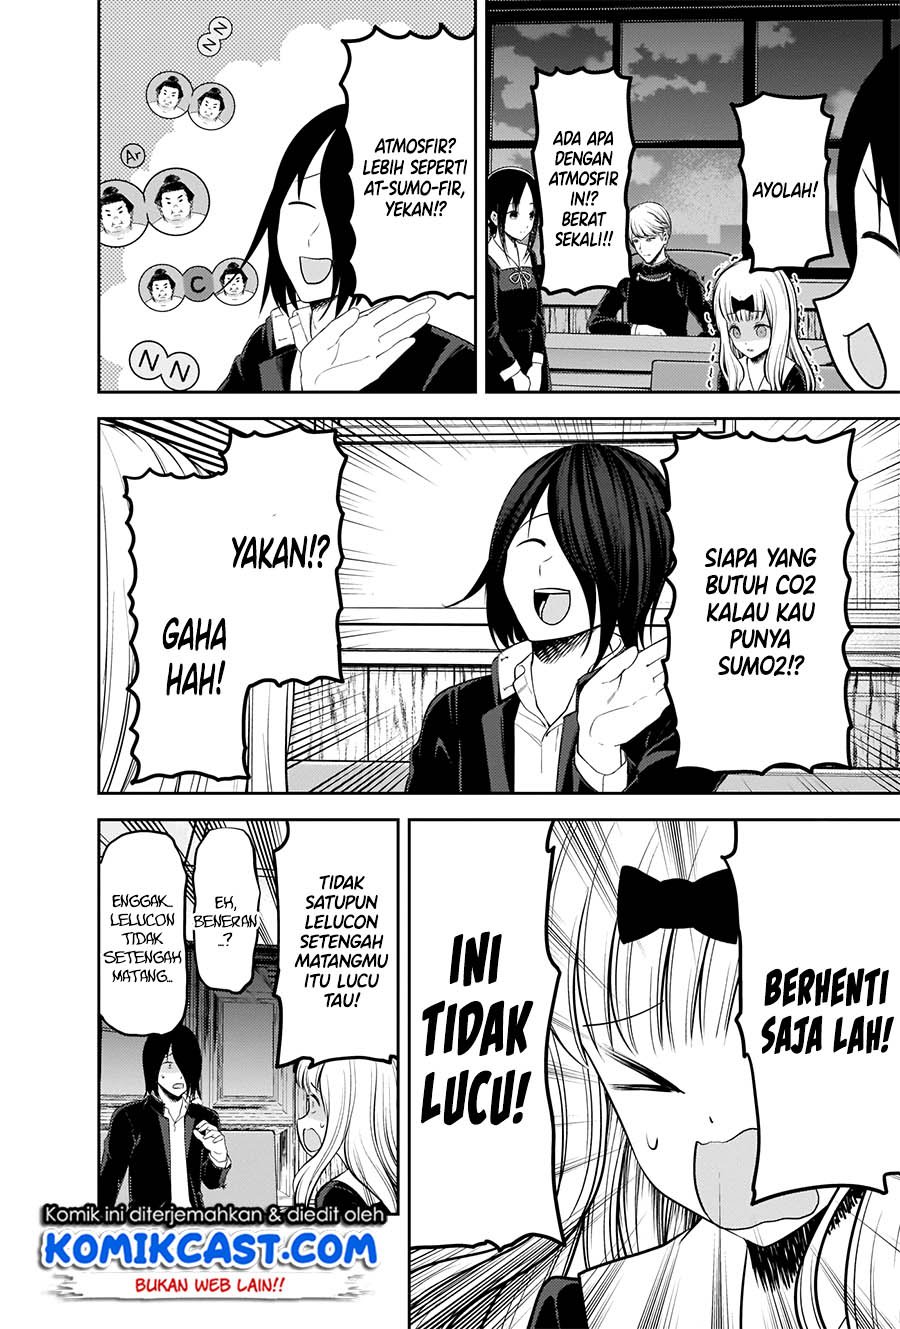 AYOLAH!
ADA APA
DENGAN
ATMOSFIR
IN!?
BERAT
SEKALI!!
ATMOSFIR?
LEBIH SEPERTI
AT-SUMO-FIR,
YEKAN!?
N
N
Ar
C
N
N
SIAPA YANG
BUTUH CO2
KALAU KAU
PUNYA
SUMO2!?
YAKAN!?
GAHA
HAH!
BERHENTI
SAJA LAH!
INI
TIDAK
LUCU!
TIDAK
SATUPUN
LELUCON
SETENGAH
MATANGMU
ITU LUCU
TAU!
EH,
BENERAN
..?
ENGGAK..
LELUCON
TIDAK
SETENGAH
MATANG...
Komik ini diterjemahkan & diedit oleh
KOMIKCAST.COM
BUKAN WEB LAIN!!